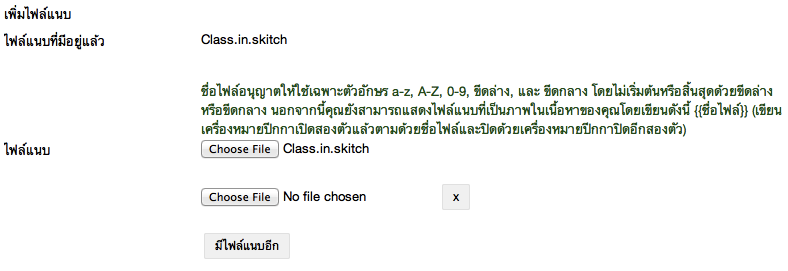 เพิ่มไฟล์แนบ
ไฟล์แนบที่มีอยู่แล้ว Class.in.skitch
ชื่อไฟล์อนุญาตให้ใช้เฉพาะตัวอักษร a-z, A-Z, 0-9, ขีดล่าง, และ ขีดกลาง โดยไม่เริ่มต้นหรือสิ้นสุดด้วยขีดล่าง
หรือขีดกลาง นอกจากนี้คุณยังสามารถแสดงไฟล์แนบที่เป็นภาพในเนื้อหาของคุณโดยเขียนดังนี้ {{ชื่อไฟล์}} (เขียน
เครื่องหมายปีกกาเปิดสองตัวแล้วตามด้วยชื่อไฟล์และปิดด้วยเครื่องหมายปีกกาปิดอีกสองตัว)
ไฟล์แนบ Choose File Class.in.skitch
Choose File No file chosen x
มีไฟล์แนบอีก